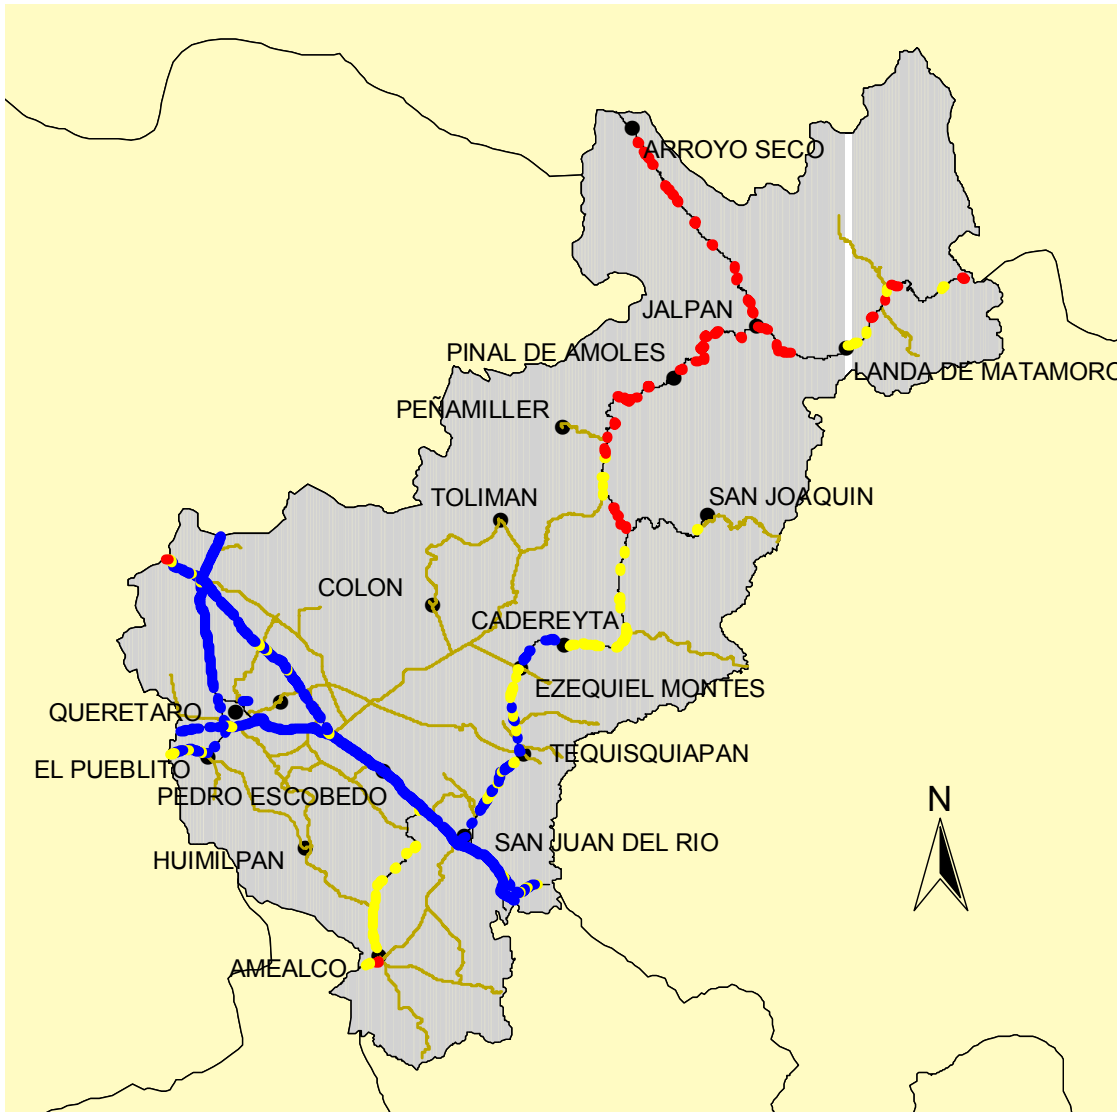 ARROYO SECO
JALPAN
PINAL DE AMOLES
LANDA DE MATAMORO
PEÑAMILLER
TOLIMAN
SAN JOAQUIN
COLON
CADEREYTA
EZEQUIEL MONTES
QUERETARO
TEQUISQUIAPAN
EL PUEBLITO
PEDRO ESCOBEDO
N
SAN JUAN DEL RIO
HUIMILPAN
AMEALCO